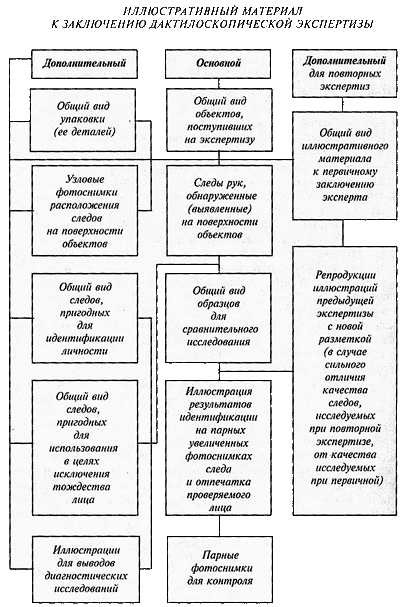 ИЛЛЮСТРАТИВНЫЙ МАТЕРИАЛ
К ЗАКЛЮЧЕНИЮ ДАКТИЛОСКОПИЧЕСКОЙ ЭКСПЕРТИЗЫ
Дополнительный
Общий вид
упаковки
(ее деталей)
Узловые
фотоснимки
расположения
следов
на поверхности
объектов
Общий вид
следов,
пригодных
для
идентификации
личности
Общий вид
следов,
пригодных
для
использования
в целях
исключения
тождества
лица
Иллюстрации
для выводов
диагностических
исследований
Основной
Общий вид
объектов,
поступивших
на экспертизу
Следы рук,
обнаруженные
(выявленные)
на поверхности
объектов
Общий вид
образцов
для
сравнительного
исследования
Иллюстрация
результатов
идентификации
на парных
увеличенных
фотоснимках
следа
и отпечатка
проверяемого
лица
Парные
фотоснимки
для контроля
Дополнительный
для повторных
экспертиз
Общий вид
иллюстративного
материала
к первичному
заключению
эксперта
Репродукции
иллюстраций
предыдущей
экспертизы
с новой
разметкой
(в случае
сильного
отличия
качества
следов,
исследуемых
при повторной
экспертизе,
от качества
исследуемых
при первичной)